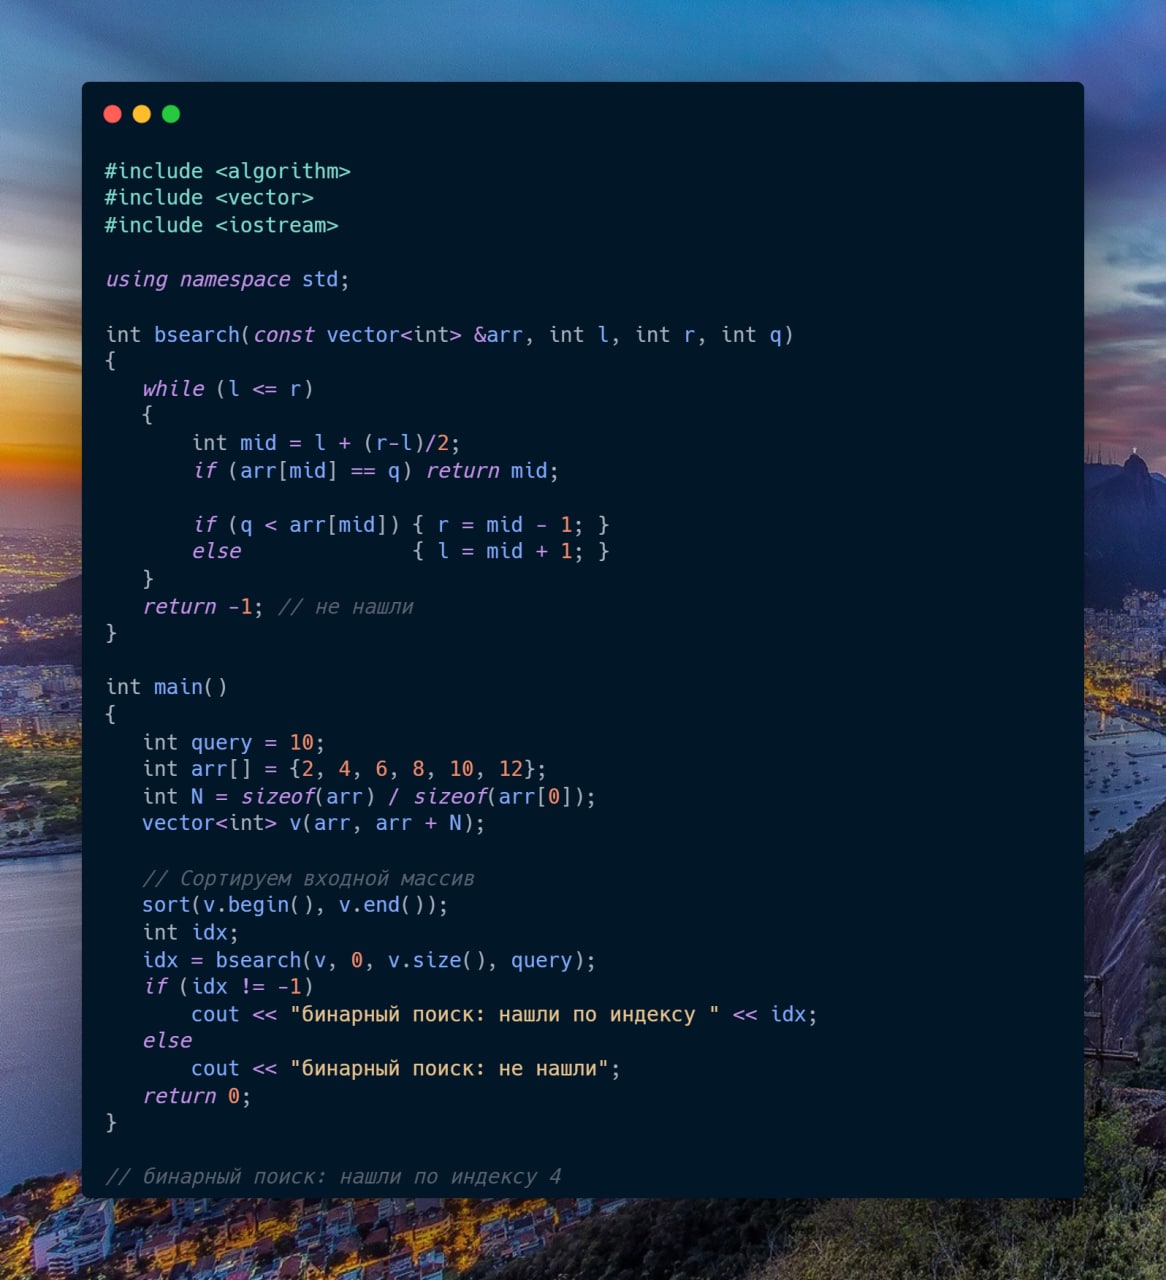 #include <algorithm>
#include <vector>
#include <iostream>
using namespace std;
int bsearch(const vector<int> &arr, int l, int r, int q)
{
while (l <= r)
{
int mid = l + (r-l)/2;
if (arr[mid] == q) return mid;
if (q < arr[mid]) { r = mid - 1; }
else              { l = mid + 1; }
}
return -1; // не нашли
}
int main()
{
int query = 10;
int arr[] = {2, 4, 6, 8, 10, 12};
int N = sizeof(arr) / sizeof(arr[0]);
vector<int> v(arr, arr + N);
// Сортируем входной массив
sort(v.begin(), v.end());
int idx;
idx = bsearch(v, 0, v.size(), query);
if (idx != -1)
cout << "бинарный поиск: нашли по индексу " << idx;
else
cout << "бинарный поиск: не нашли";
return 0;
}
// бинарный поиск: нашли по индексу 4